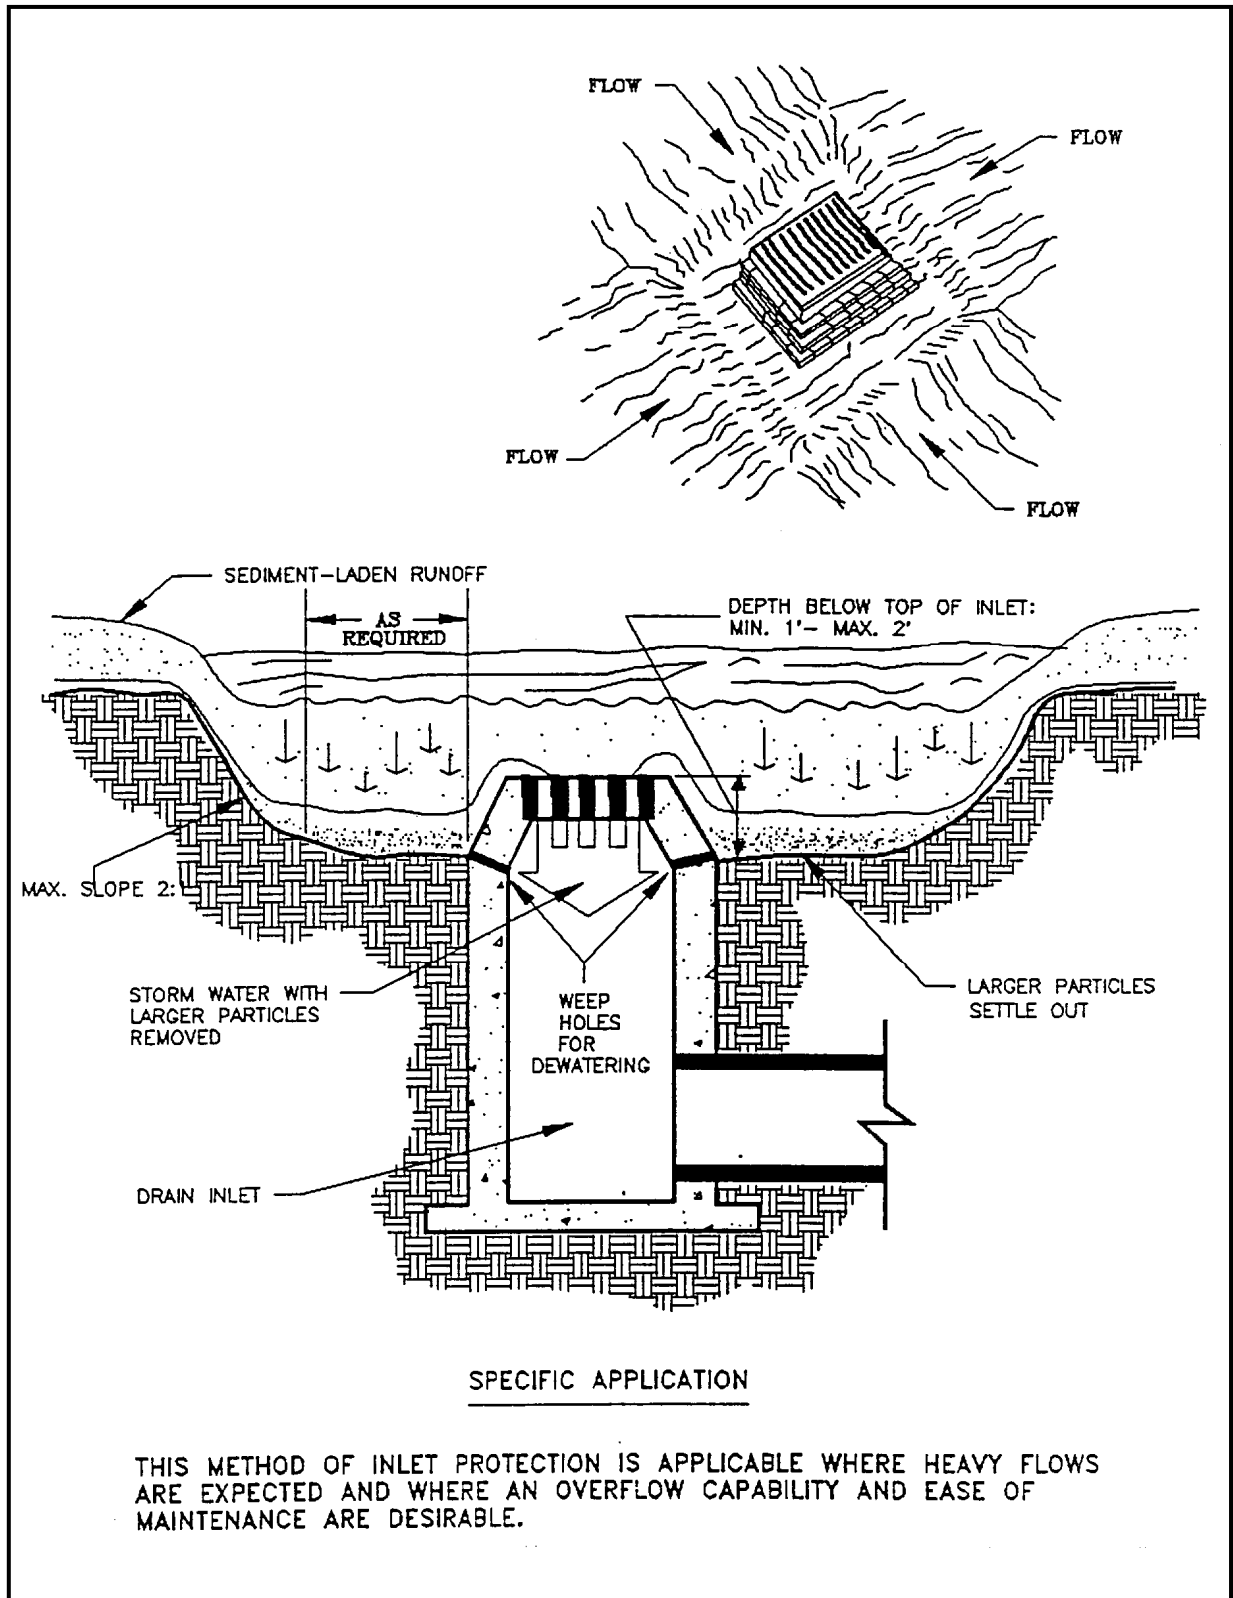 FLOW
FLOW
FLOW
FLOW
SEDIMENT-LADEN RUNOFF
AS
REQUIRED
DEPTH BELOW TOP OF INLET:
MIN. 1'- MAX. 2'
MAX. SLOPE 2:
STORM WATER WITH
LARGER PARTICLES
REMOVED
WEEP
HOLES
FOR
DEWATERING
LARGER PARTICLES
SETTLE OUT
DRAIN INLET
SPECIFIC APPLICATION
THIS METHOD OF INLET PROTECTION IS APPLICABLE WHERE HEAVY FLOWS
ARE EXPECTED AND WHERE AN OVERFLOW CAPABILITY AND EASE OF
MAINTENANCE ARE DESIRABLE.